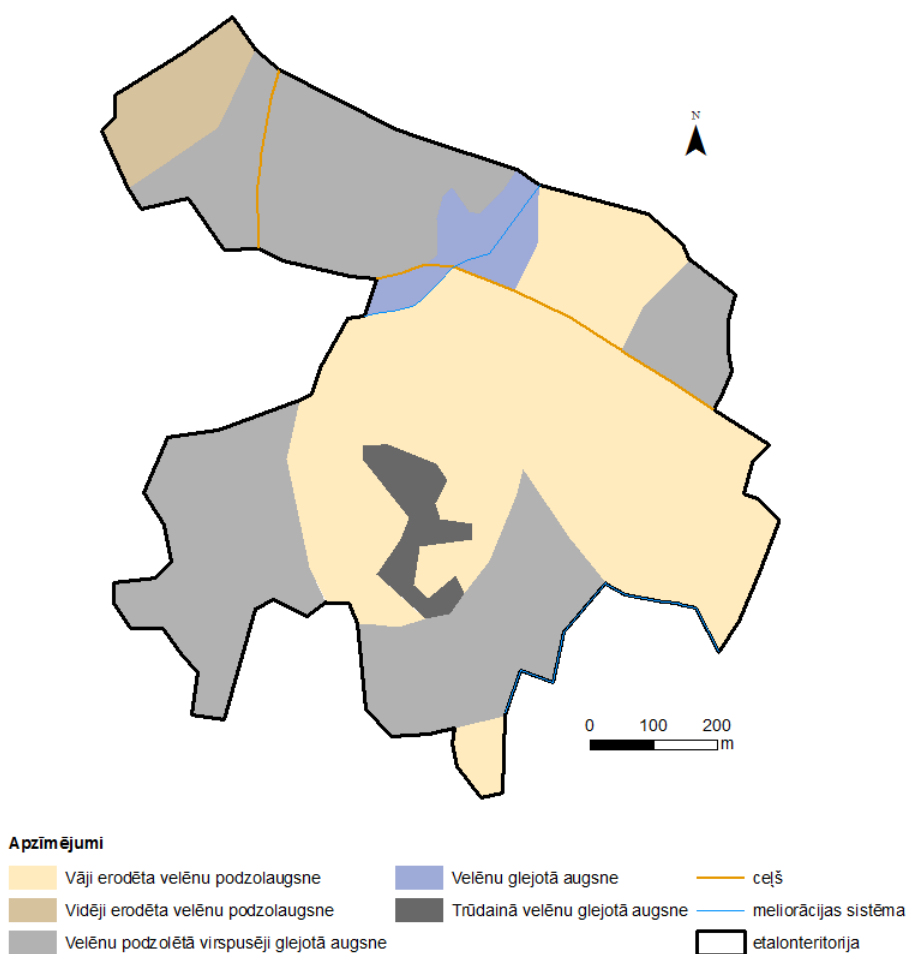 N
0 100 200
m
Apzīmējumi
Vāji erodēta velēnu podzolaugsne
Vidēji erodēta velēnu podzolaugsne
Velēnu podzolētā virspusēji glejotā augsne
Velēnu glejotā augsne
Trūdainā velēnu glejotā augsne
ceļš
meliorācijas sistēma
etalonteritorija